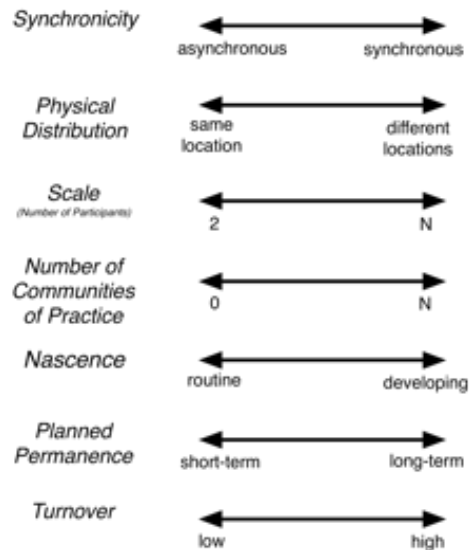 Synchronicity
asynchronous synchronous
Physical
Distribution
same different
location locations
Scale
(Number of Participants)
2 N
Number of
Communities
of Practice
0 N
Nascence
routine developing
Planned
Permanence
short-term long-term
Turnover
low high